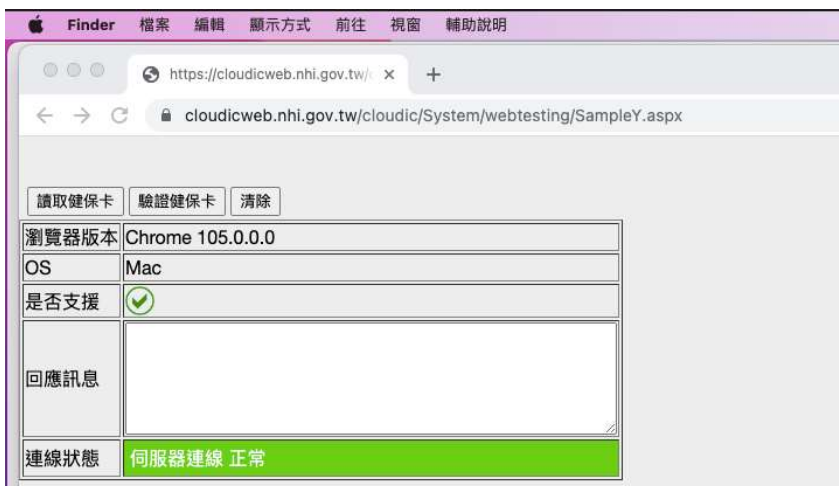 Finder 檔案 編輯 顯示方式 前往 視窗 輔助說明
https://cloudicweb.nhi.gov.tw/
cloudicweb.nhi.gov.tw/cloudic/System/webtesting/SampleY.aspx
讀取健保卡 驗證健保卡 清除
瀏覽器版本 Chrome 105.0.0.0
OS Mac
是否支援
回應訊息
連線狀態 伺服器連線 正常